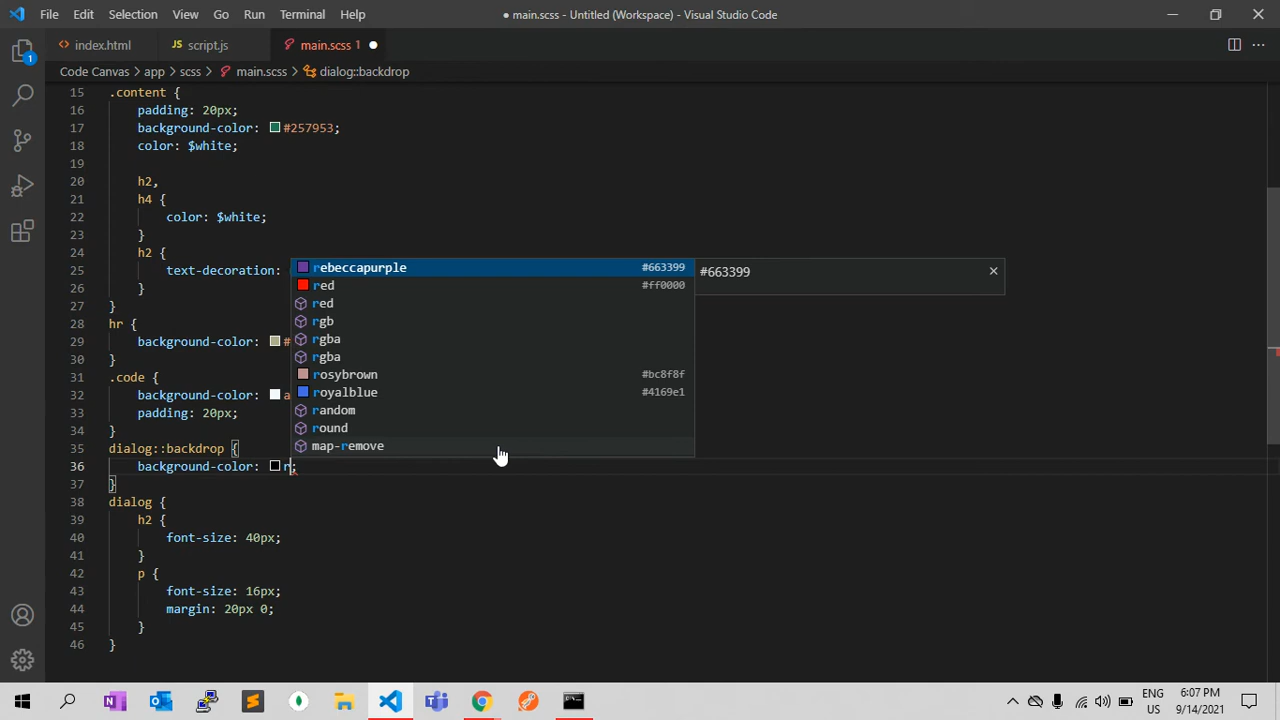 File Edit Selection View Go Run Terminal Help
● main.scss - Untitled (Workspace) - Visual Studio Code
index.html script.js main.scss 1
Code Canvas > app > scss > main.scss > dialog::backdrop
15 .content {
16 padding: 20px;
17 background-color: #257953;
18 color: $white;
19
20 h2,
21 h4 {
22 color: $white;
23 }
24 h2 {
25 text-decoration:
26 }
27 }
28 hr {
29 background-color: #
30 }
31 .code {
32 background-color: a
33 padding: 20px;
34 }
35 dialog::backdrop {
36 background-color: r;
37 }
38 dialog {
39 h2 {
40 font-size: 40px;
41 }
42 p {
43 font-size: 16px;
44 margin: 20px 0;
45 }
46 }
rebeccapurple #663399
red #ff0000
red
rgb
rgba
rgba
rosybrown #bc8f8f
royalblue #4169e1
random
round
map-remove
#663399
1
ENG
US
6:07 PM
9/14/2021